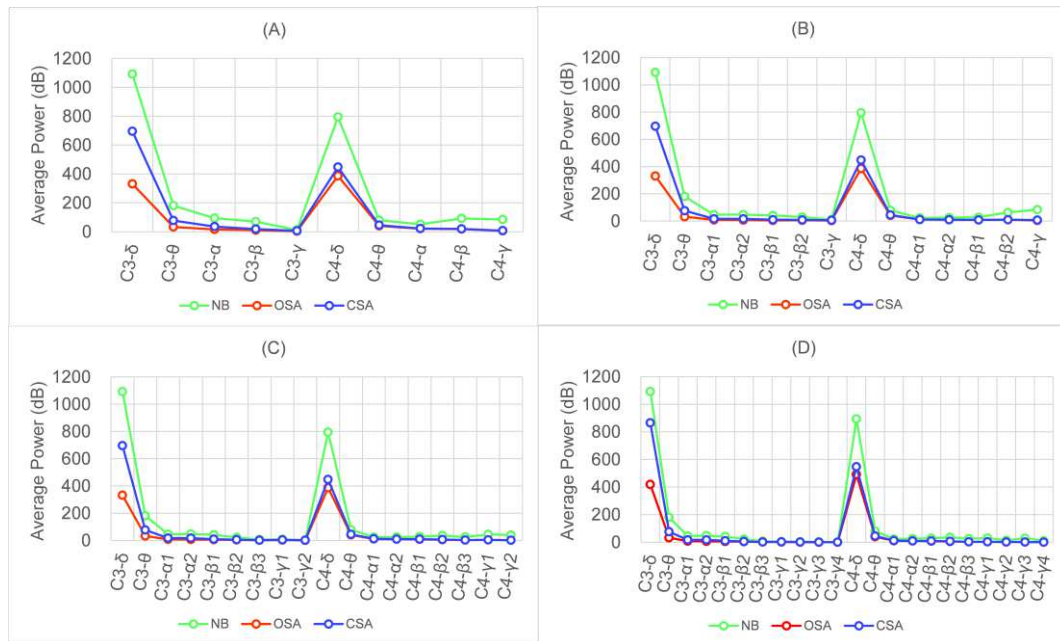 (A)
Average Power (dB)
1200
1000
800
600
400
200
0
C3-δ C3-θ C3-α C3-β C3-γ C4-δ C4-θ C4-α C4-β C4-γ
NB OSA CSA
(B)
Average Power (dB)
1200
1000
800
600
400
200
0
C3-δ C3-θ C3-α1 C3-α2 C3-β1 C3-β2 C3-γ C4-δ C4-θ C4-α1 C4-α2 C4-β1 C4-β2 C4-γ
NB OSA CSA
(C)
Average Power (dB)
1200
1000
800
600
400
200
0
C3-δ C3-θ C3-α1 C3-α2 C3-β1 C3-β2 C3-β3 C3-γ1 C3-γ2 C4-δ C4-θ C4-α1 C4-α2 C4-β1 C4-β2 C4-β3 C4-γ1 C4-γ2
NB OSA CSA
(D)
Average Power (dB)
1200
1000
800
600
400
200
0
C3-δ C3-θ C3-α1 C3-α2 C3-β1 C3-β2 C3-β3 C3-γ1 C3-γ2 C3-γ3 C3-γ4 C4-δ C4-θ C4-α1 C4-α2 C4-β1 C4-β2 C4-β3 C4-γ1 C4-γ2 C4-γ3 C4-γ4
NB OSA CSA